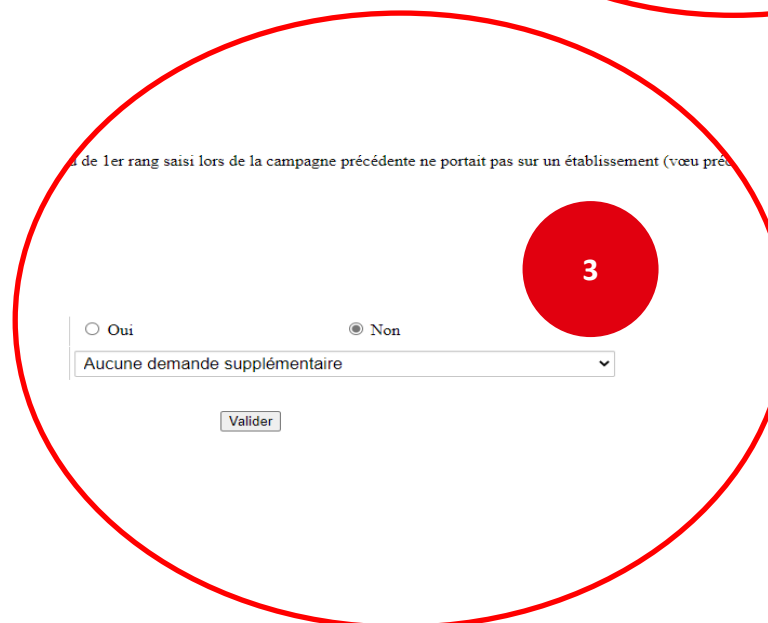 de 1er rang saisi lors de la campagne précédente ne portait pas sur un établissement (vœu
3
Oui
Non
Aucune demande supplémentaire
Valider